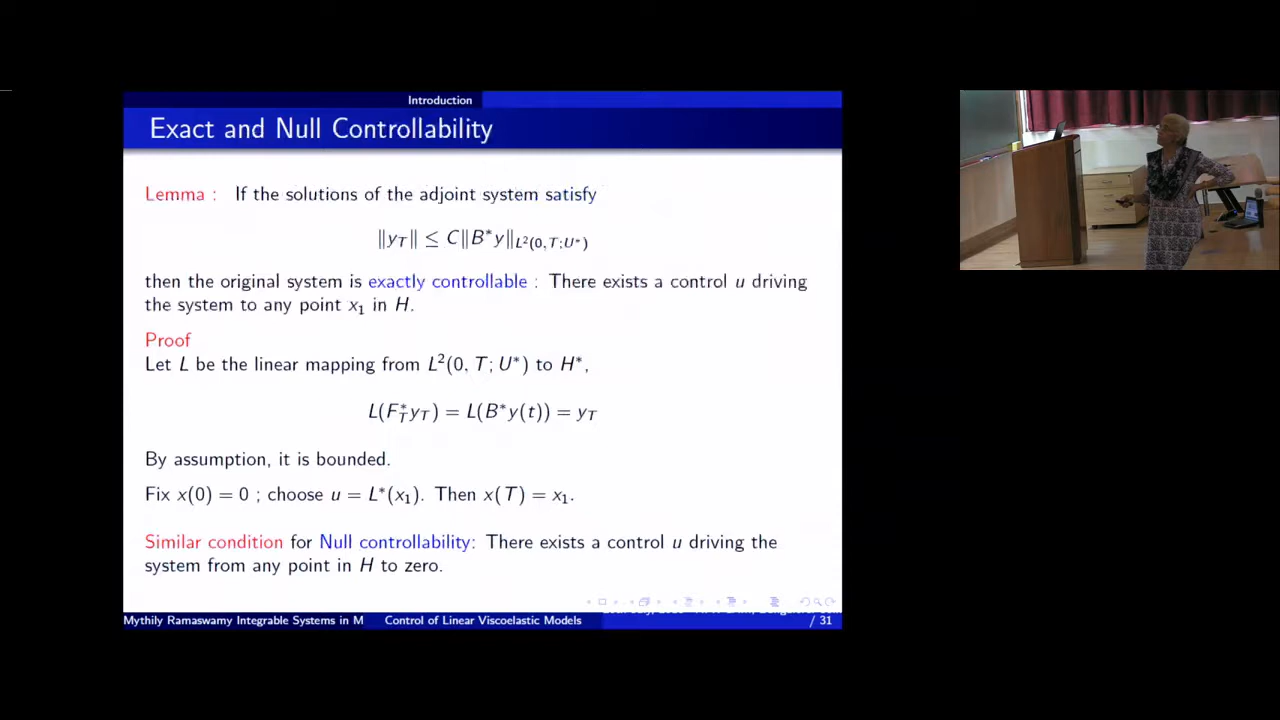 Introduction
Exact and Null Controllability
Lemma : If the solutions of the adjoint system satisfy
‖y_T‖ ≤ C‖B*y‖_{L²(0,T;U*)}
then the original system is exactly controllable : There exists a control u driving
the system to any point x₁ in H.
Proof
Let L be the linear mapping from L²(0, T; U*) to H*,
L(F*_T y_T) = L(B*y(t)) = y_T
By assumption, it is bounded.
Fix x(0) = 0 ; choose u = L*(x₁). Then x(T) = x₁.
Similar condition for Null controllability: There exists a control u driving the
system from any point in H to zero.
Mythily Ramaswamy Integrable Systems in M Control of Linear Viscoelastic Models / 31